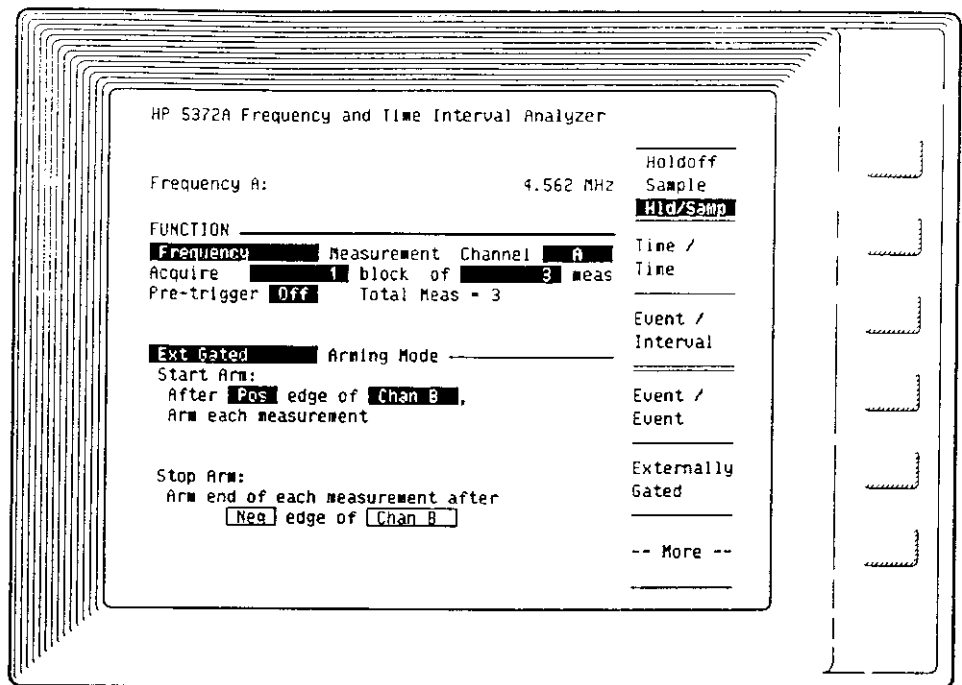 HP 5372A Frequency and Time Interval Analyzer
Frequency A: 4.562 MHz
FUNCTION
Frequency Measurement Channel A
Acquire 1 block of 3 meas
Pre-trigger Off Total Meas = 3
Ext Gated Arming Mode
Start Arm:
After Pos edge of Chan B,
Arm each measurement
Stop Arm:
Arm end of each measurement after
Neg edge of Chan B
Holdoff
Sample
Hld/Samp
Time /
Time
Event /
Interval
Event /
Event
Externally
Gated
-- More --